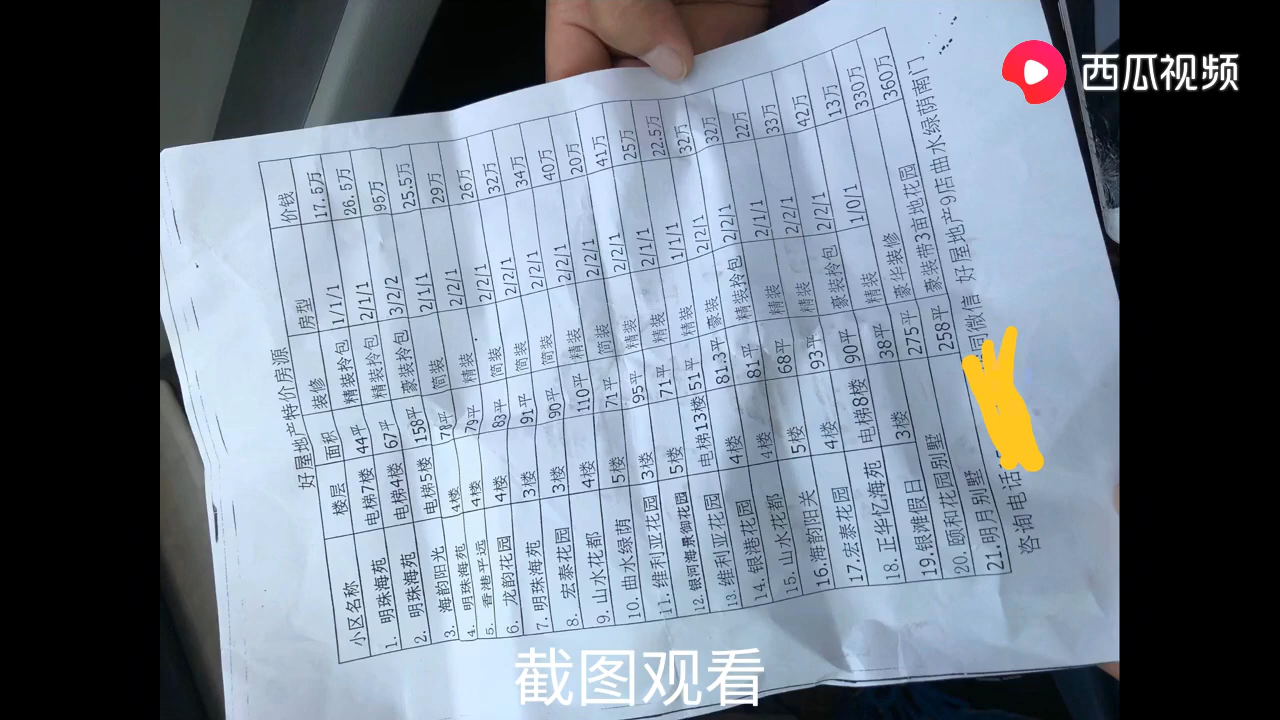 西瓜视频
好屋地产特价房源
小区名称 楼层 面积 装修 房型 价钱
1. 明珠海苑 电梯7楼 44平 精装拎包 1/1/1 17.5万
2. 明珠海苑 电梯4楼 67平 精装拎包 2/1/1 26.5万
3. 海韵阳光 电梯5楼 158平 豪装拎包 3/2/2 95万
4. 明珠海苑 4楼 78平 简装 2/1/1 25.5万
5. 香港平远 4楼 79平 精装 2/2/1 29万
6. 龙韵花园 4楼 83平 简装 2/2/1 26万
7. 明珠海苑 3楼 91平 简装 2/2/1 32万
8. 宏泰花园 3楼 90平 简装 2/2/1 34万
9. 山水花都 4楼 110平 精装 2/2/1 40万
10. 曲水绿荫 5楼 71平 简装 2/2/1 20万
11. 维利亚花园 3楼 95平 精装 2/2/1 41万
12. 银河海景御花园 5楼 71平 精装 2/1/1 25万
13. 维利亚花园 电梯13楼 51平 精装 1/1/1 22.5万
14. 银港花园 4楼 81.3平 豪装 2/2/1 32万
15. 山水花都 4楼 81平 精装拎包 2/2/1 32万
16. 海韵阳关 5楼 68平 精装 2/1/1 22万
17. 宏泰花园 4楼 93平 精装 2/2/1 33万
18. 正华忆海苑 电梯8楼 90平 豪装拎包 2/2/1 42万
19. 银滩假日 3楼 38平 精装 1/0/1 13万
20. 颐和花园别墅 275平 豪华装修 330万
21. 明月别墅 258平 豪装带3亩地花园 360万
咨询电话 同微信 好屋地产9店曲水绿荫南门
截图观看